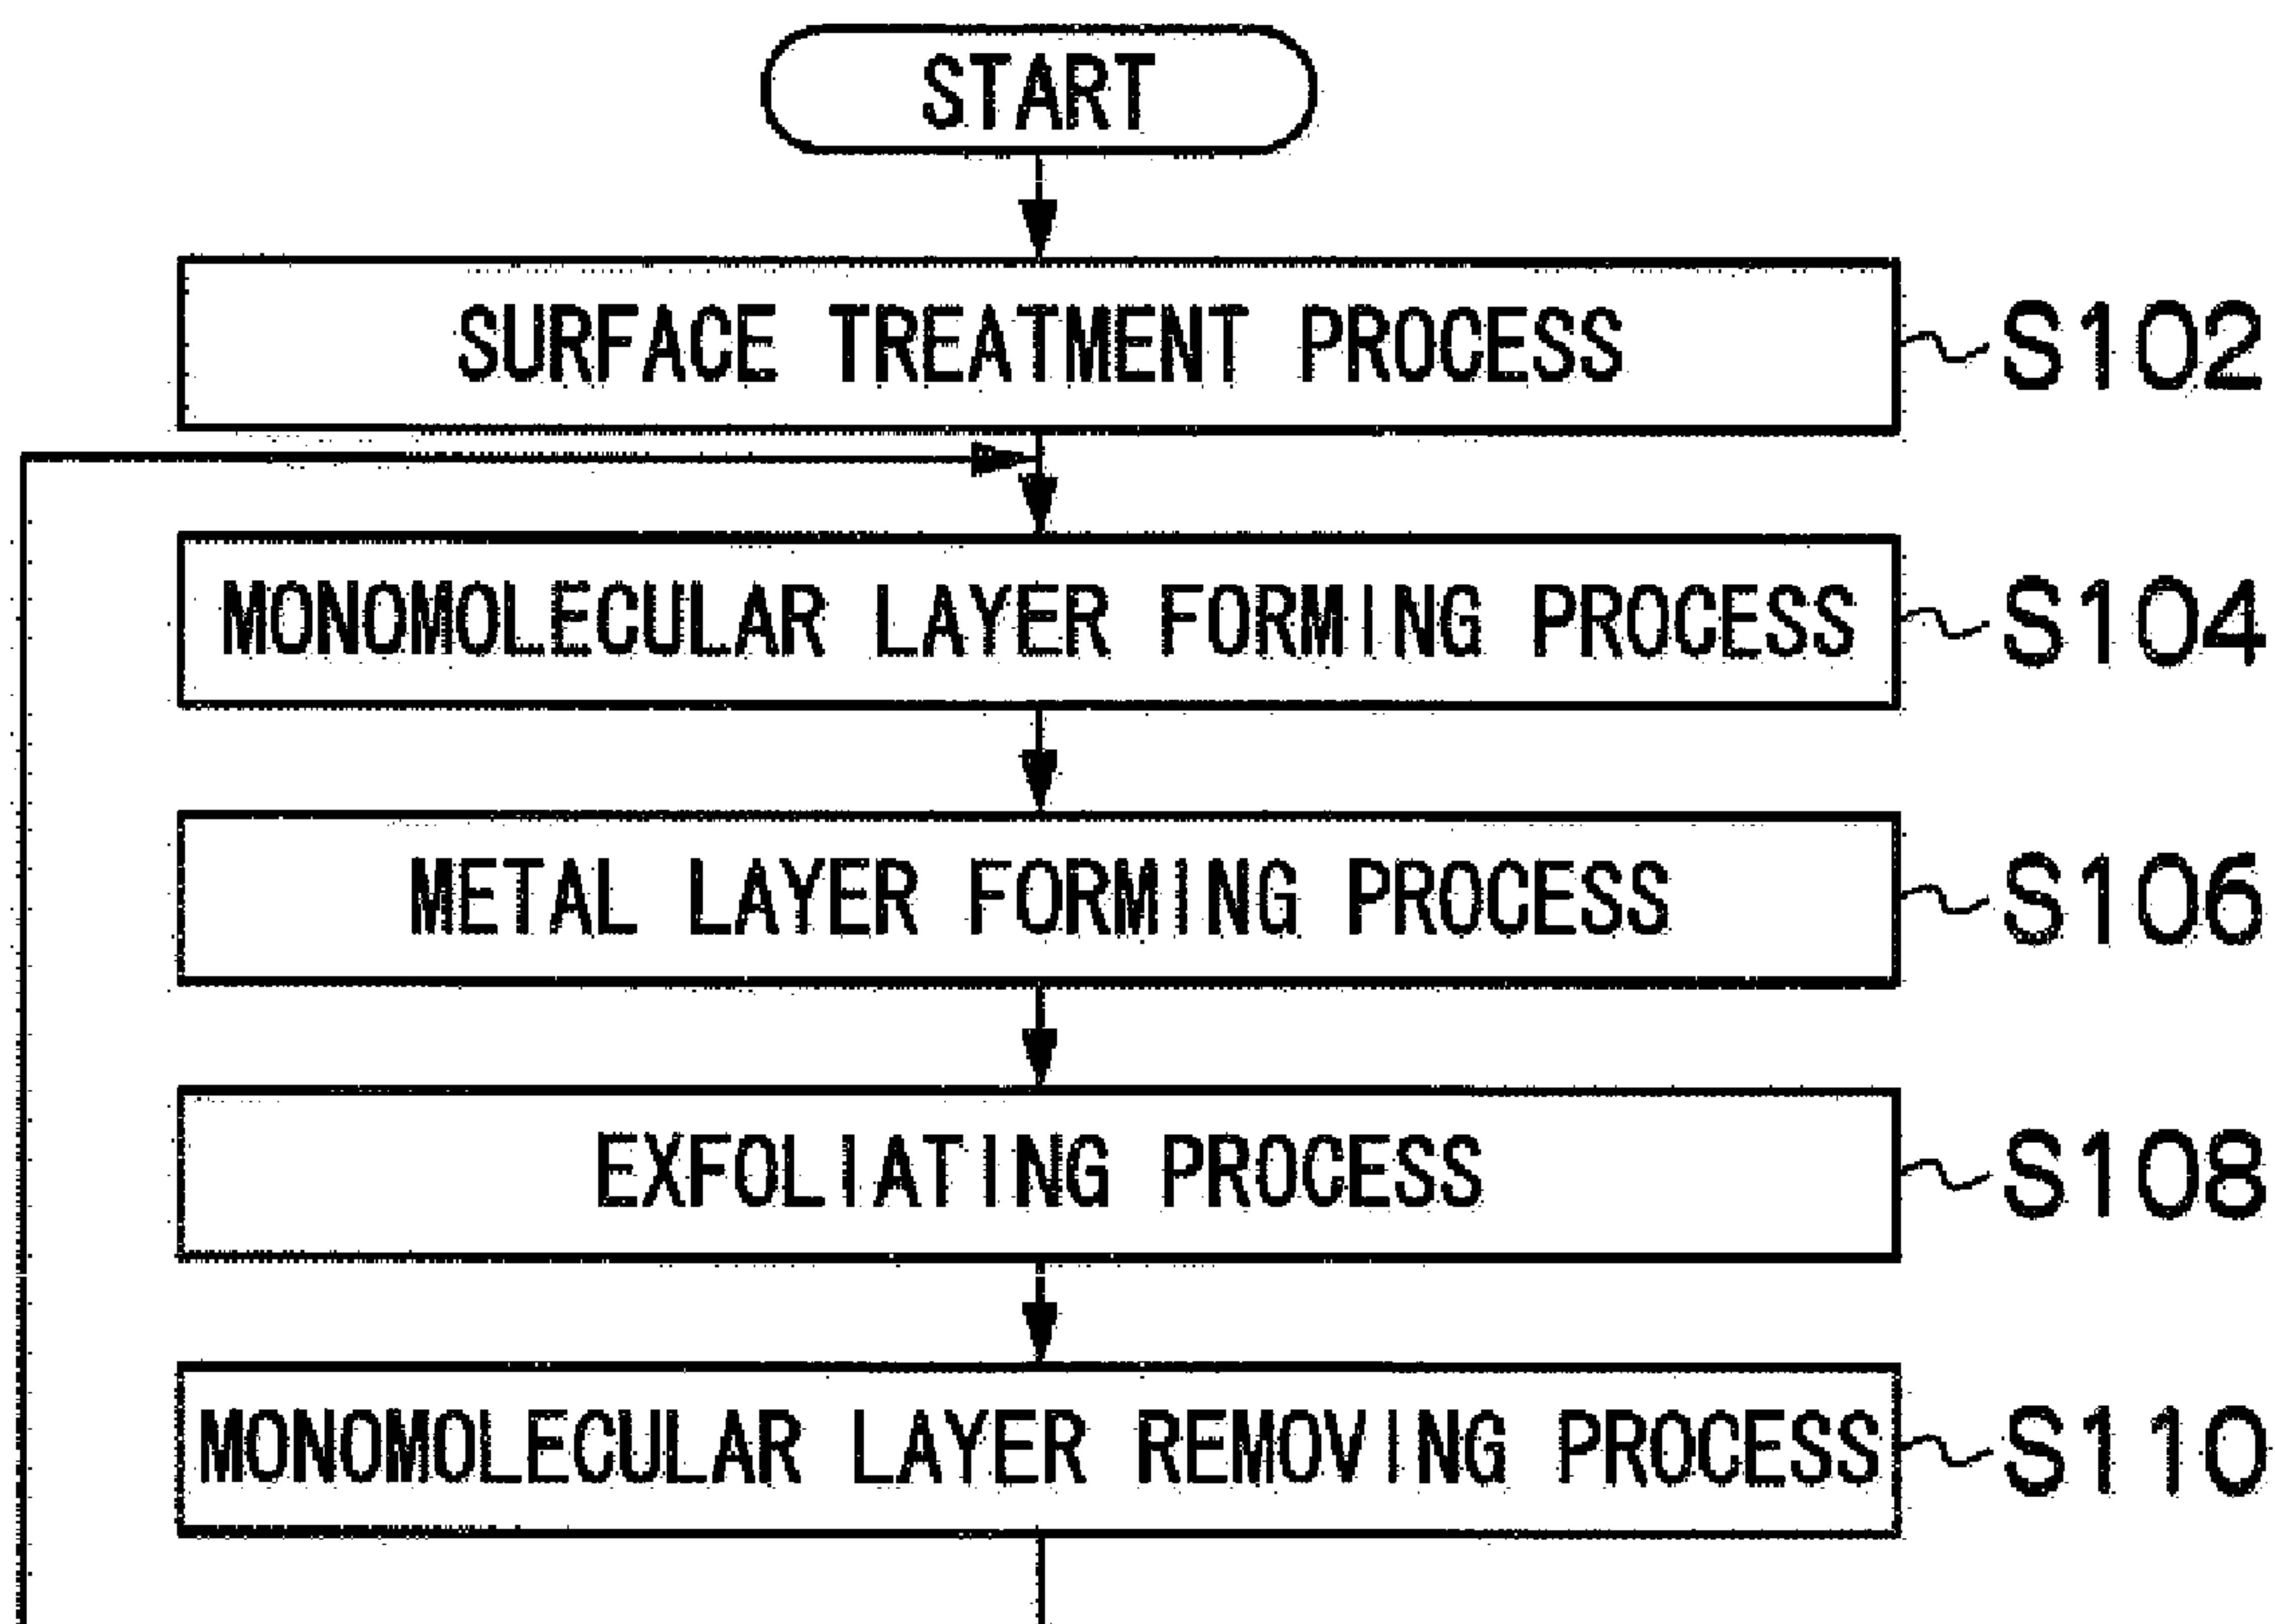 START
SURFACE TREATMENT PROCESS S102
MONOMOLECULAR LAYER FORMING PROCESS S104
METAL LAYER FORMING PROCESS S106
EXFOLIATING PROCESS S108
MONOMOLECULAR LAYER REMOVING PROCESS S110